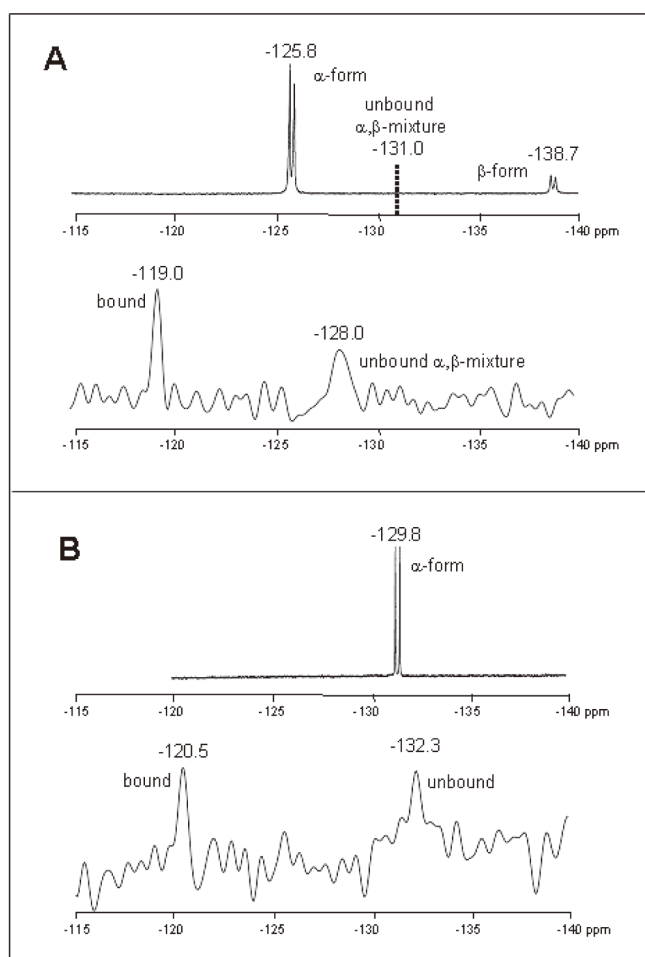 A
-125.8
α-form
unbound
α,β-mixture
-131.0
β-form
-138.7
-115 -120 -125 -130 -135 -140 ppm
-119.0
bound
-128.0
unbound α,β-mixture
-115 -120 -125 -130 -135 -140 ppm
B
-129.8
α-form
-115 -120 -125 -130 -135 -140 ppm
-120.5
bound
-132.3
unbound
-115 -120 -125 -130 -135 -140 ppm